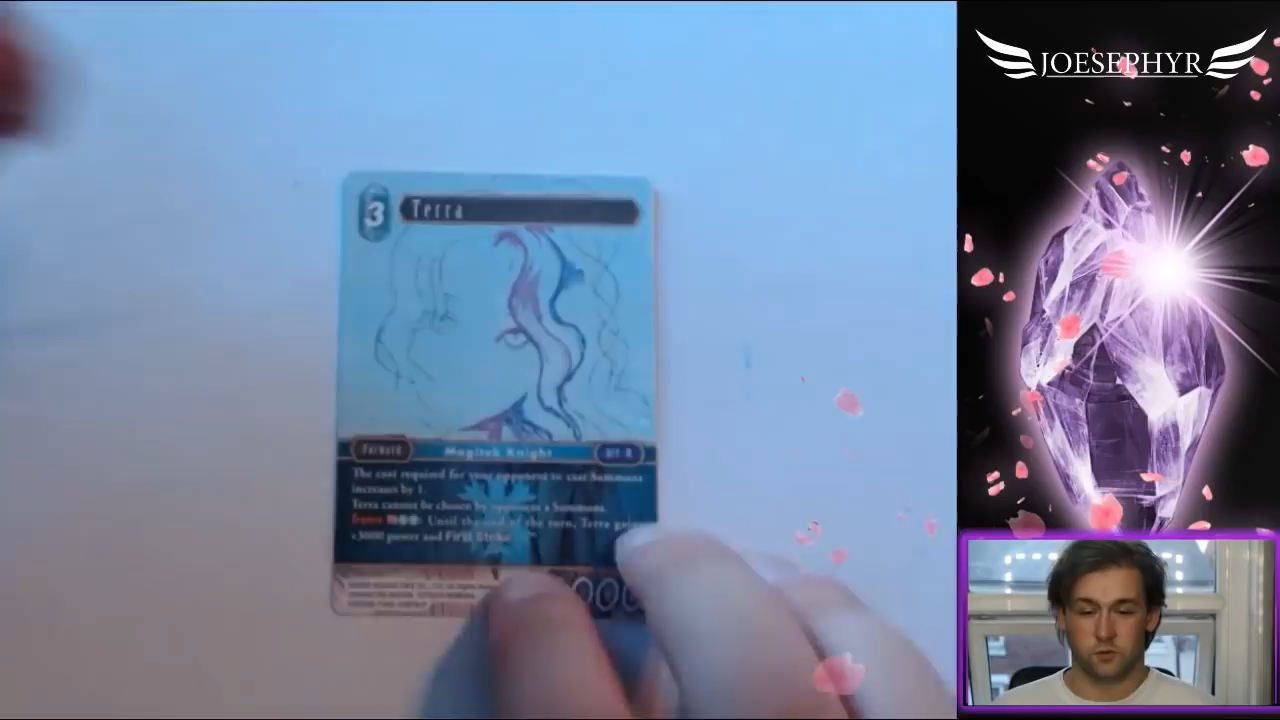 JOESEPHYR
3
Terra
Forward
Magitek Knight
The cost required for your opponent to cast Summons
increases by 1.
Terra cannot be chosen by opponent's Summons.
Trance Until the end of the turn, Terra gains
+3000 power and First Strike